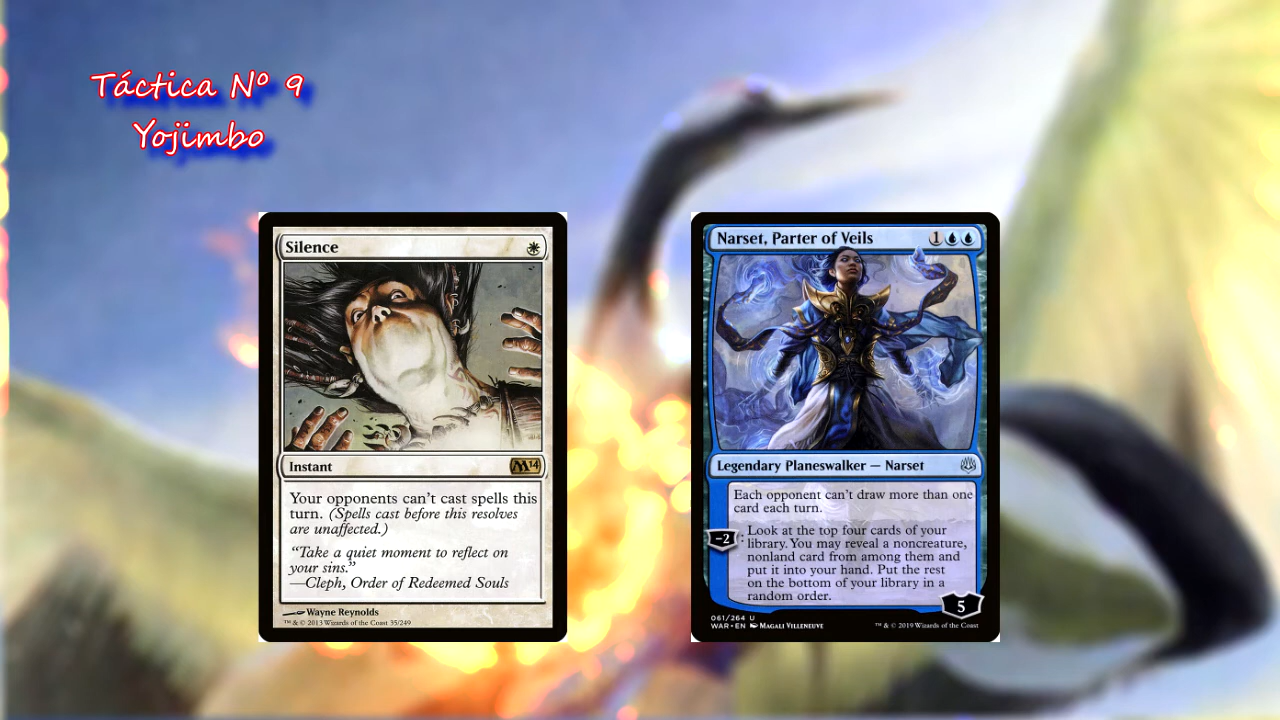 Táctica Nº 9
Yojimbo
Silence
Instant
M14
Your opponents can't cast spells this
turn. (Spells cast before this resolves
are unaffected.)
"Take a quiet moment to reflect on
your sins."
—Cleph, Order of Redeemed Souls
Wayne Reynolds
™ & © 2013 Wizards of the Coast 35/249
Narset, Parter of Veils
1
Legendary Planeswalker — Narset
Each opponent can't draw more than one
card each turn.
-2: Look at the top four cards of your
library. You may reveal a noncreature,
nonland card from among them and
put it into your hand. Put the rest
on the bottom of your library in a
random order.
5
061/264 U
WAR • EN Magali Villeneuve
™ & © 2019 Wizards of the Coast